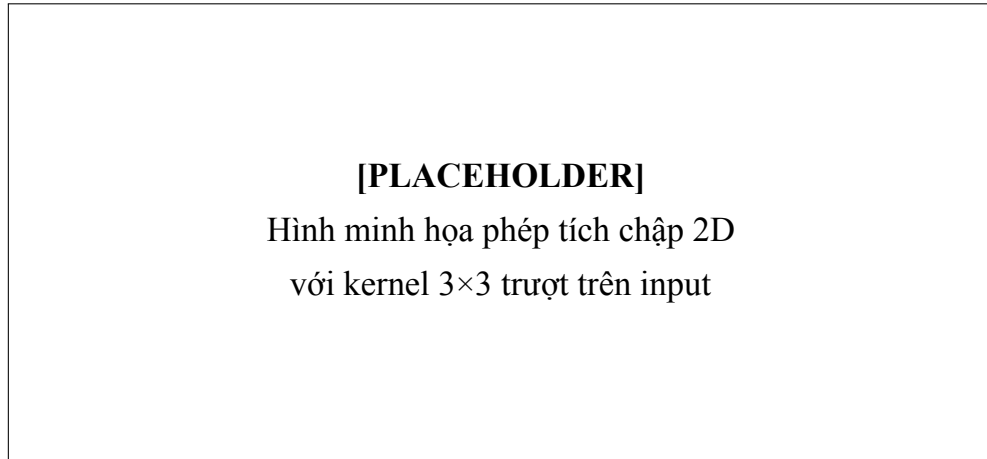 [PLACEHOLDER]
Hình minh họa phép tích chập 2D
với kernel 3×3 trượt trên input